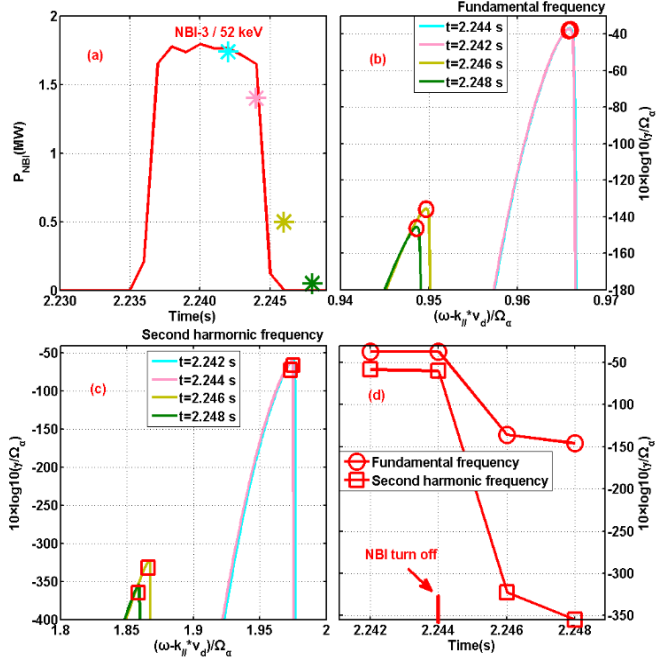 NBI-3 / 52 keV
(a)
P_NBI(MW)
2
1.5
1
0.5
0
2.230
2.235
2.240
2.245
Time(s)
Fundamental frequency
(b)
t=2.244 s
t=2.242 s
t=2.246 s
t=2.248 s
-40
-60
-80
-100
-120
-140
-160
-180
10×log10(γ/Ω_α)
0.94
0.95
0.96
0.97
(ω-k_//*v_d)/Ω_α
Second harmornic frequency
(c)
t=2.242 s
t=2.244 s
t=2.246 s
t=2.248 s
10×log10(γ/Ω_α)
-50
-100
-150
-200
-250
-300
-350
-400
1.8
1.85
1.9
1.95
2
(ω-k_//*v_d)/Ω_α
(d)
Fundamental frequency
Second harmonic frequency
NBI turn off
-50
-100
-150
-200
-250
-300
-350
10×log10(γ/Ω_α)
2.242
2.244
2.246
2.248
Time(s)